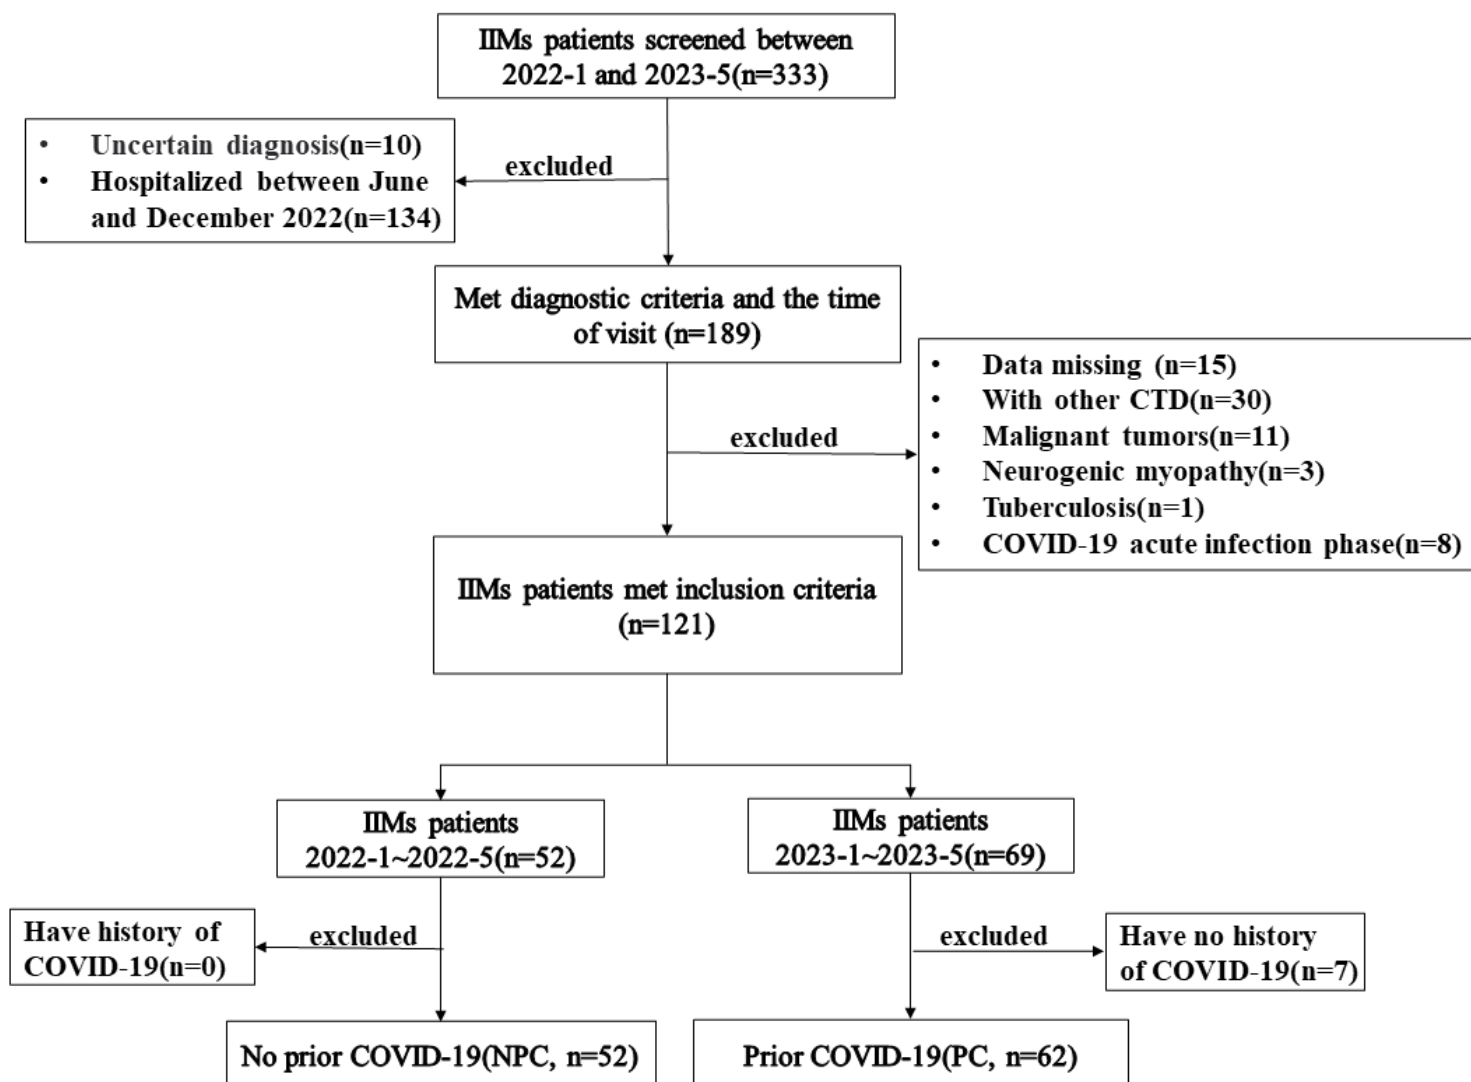 IIMs patients screened between
2022-1 and 2023-5(n=333)
• Uncertain diagnosis(n=10)
• Hospitalized between June
and December 2022(n=134)
excluded
Met diagnostic criteria and the time
of visit (n=189)
excluded
• Data missing (n=15)
• With other CTD(n=30)
• Malignant tumors(n=11)
• Neurogenic myopathy(n=3)
• Tuberculosis(n=1)
• COVID-19 acute infection phase(n=8)
IIMs patients met inclusion criteria
(n=121)
IIMs patients
2022-1~2022-5(n=52)
IIMs patients
2023-1~2023-5(n=69)
Have history of
COVID-19(n=0)
excluded
excluded
Have no history
of COVID-19(n=7)
No prior COVID-19(NPC, n=52)
Prior COVID-19(PC, n=62)